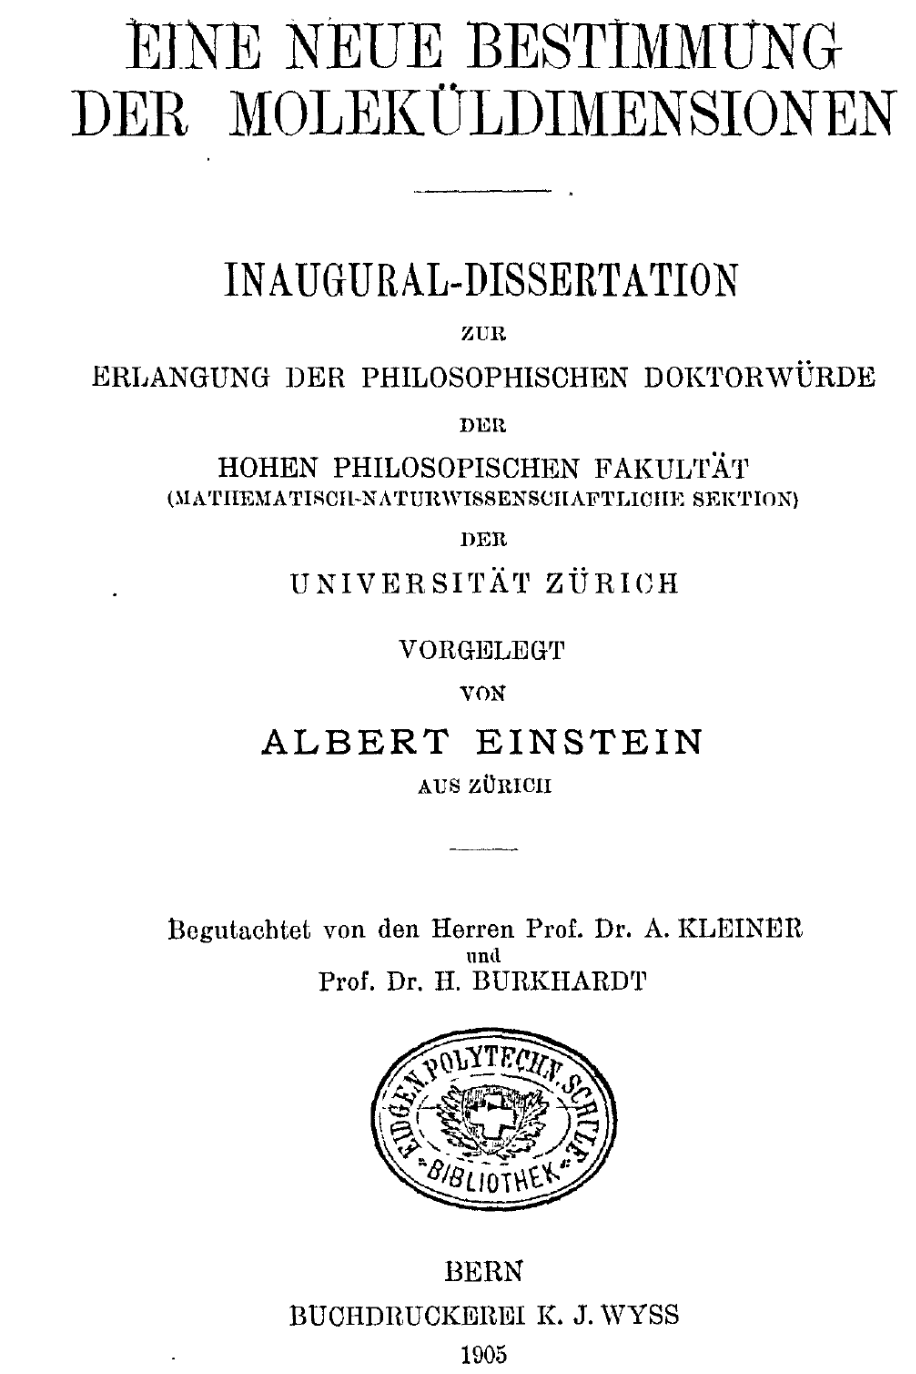 EINE NEUE BESTIMMUNG
DER MOLEKÜLDIMENSIONEN
INAUGURAL-DISSERTATION
ZUR
ERLANGUNG DER PHILOSOPHISCHEN DOKTORWÜRDE
DER
HOHEN PHILOSOPISCHEN FAKULTÄT
(MATHEMATISCH-NATURWISSENSCHAFTLICHE SEKTION)
DER
UNIVERSITÄT ZÜRICH
VORGELEGT
VON
ALBERT EINSTEIN
AUS ZÜRICH
Begutachtet von den Herren Prof. Dr. A. KLEINER
und
Prof. Dr. H. BURKHARDT
EIDGEN. POLYTECHN. SCHULE
BIBLIOTHEK
BERN
BUCHDRUCKEREI K. J. WYSS
1905